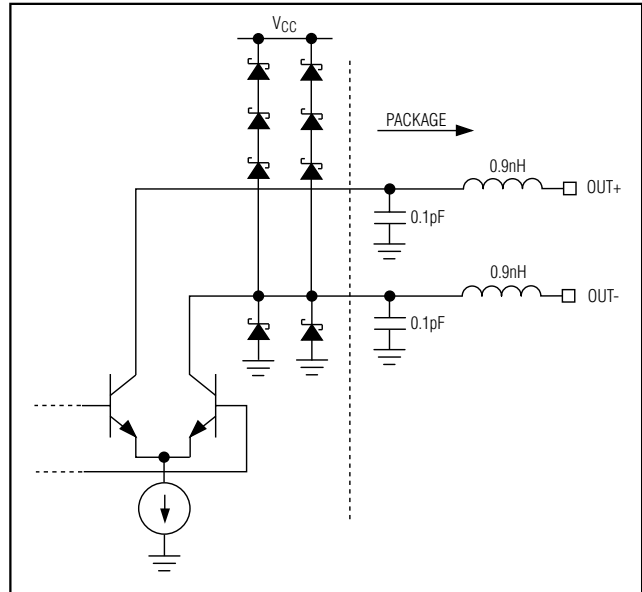 VCC
PACKAGE
0.9nH
OUT+
0.1pF
0.9nH
OUT-
0.1pF